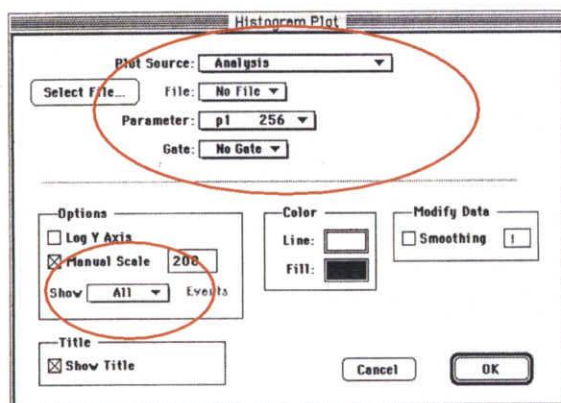 Histogram Plot
Plot Source: Analysis
Select File... File: No File
Parameter: p1 256
Gate: No Gate
Options
Log Y Axis
Manual Scale 200
Show All Events
Color
Line:
Fill:
Modify Data
Smoothing 1
Title
Show Title
Cancel OK